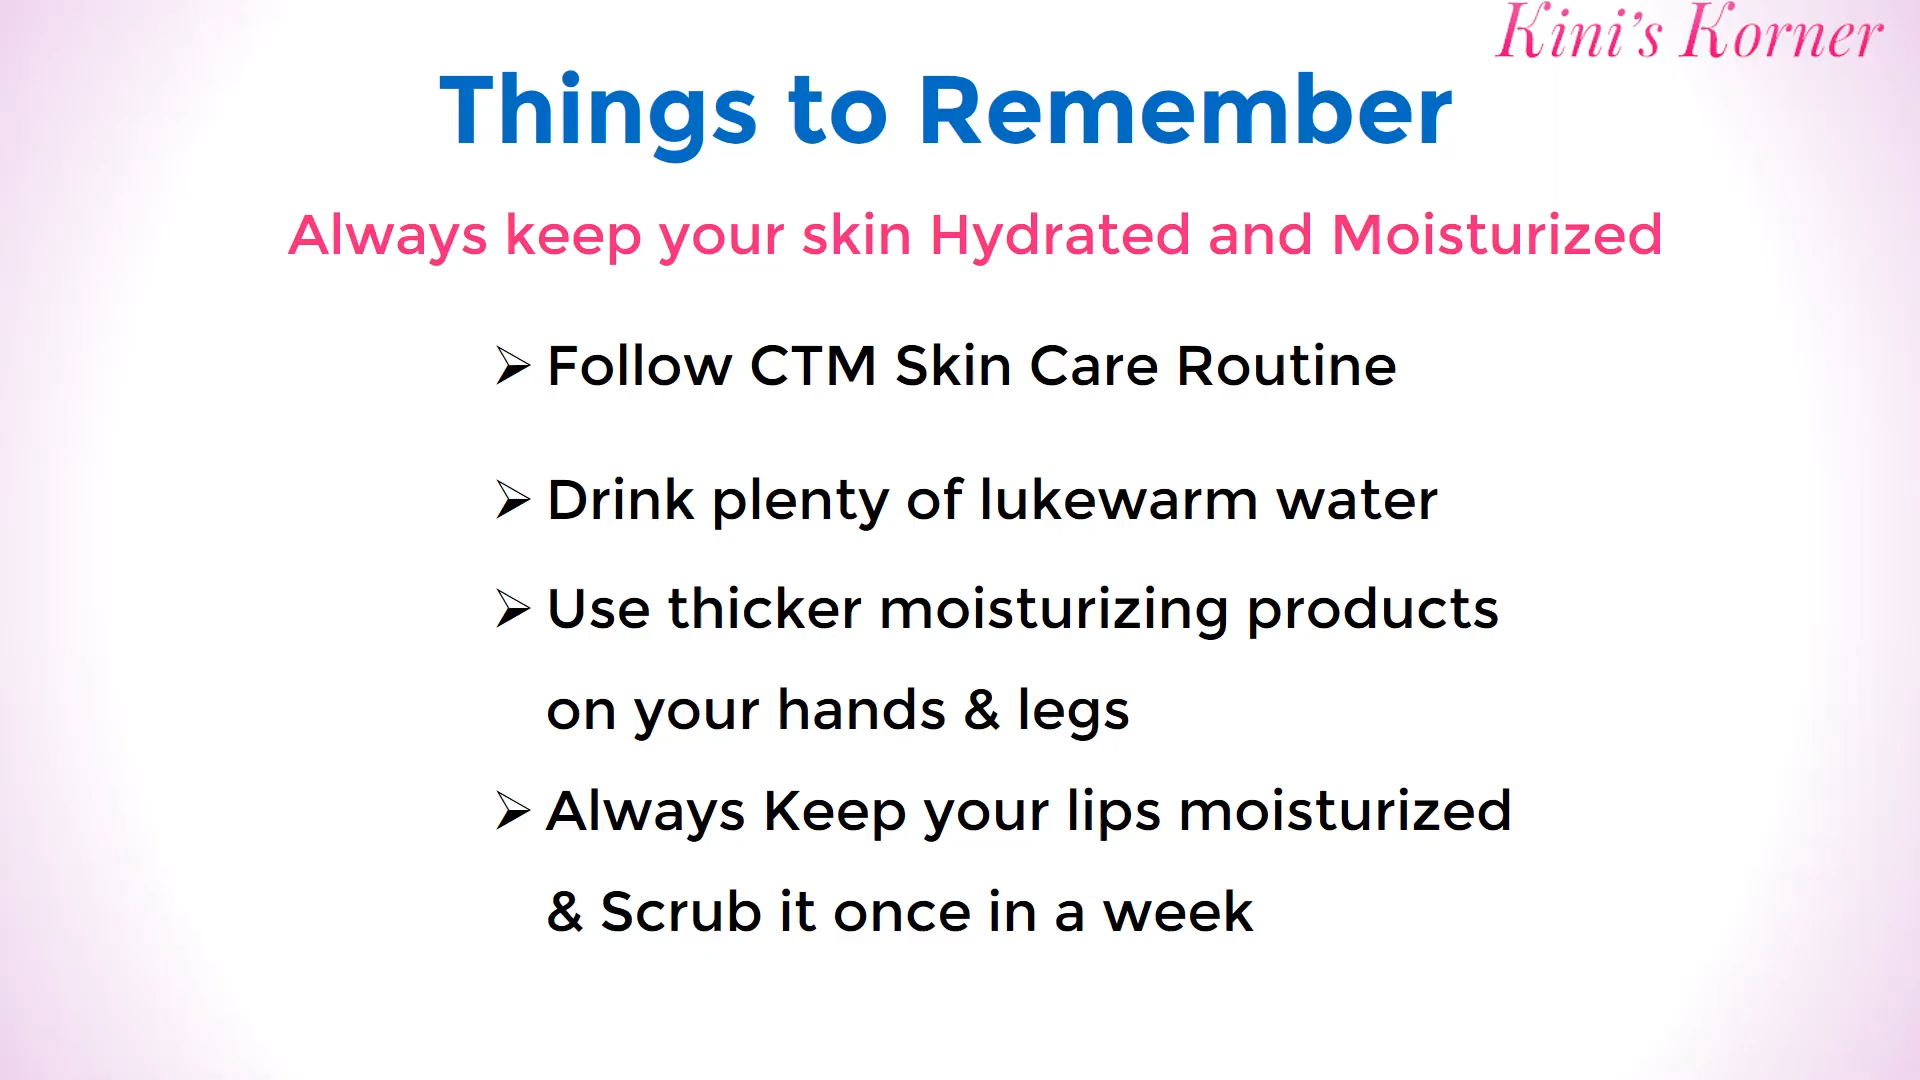 Kini's Korner
Things to Remember
Always keep your skin Hydrated and Moisturized
➢ Follow CTM Skin Care Routine
➢ Drink plenty of lukewarm water
➢ Use thicker moisturizing products
on your hands & legs
➢ Always Keep your lips moisturized
& Scrub it once in a week